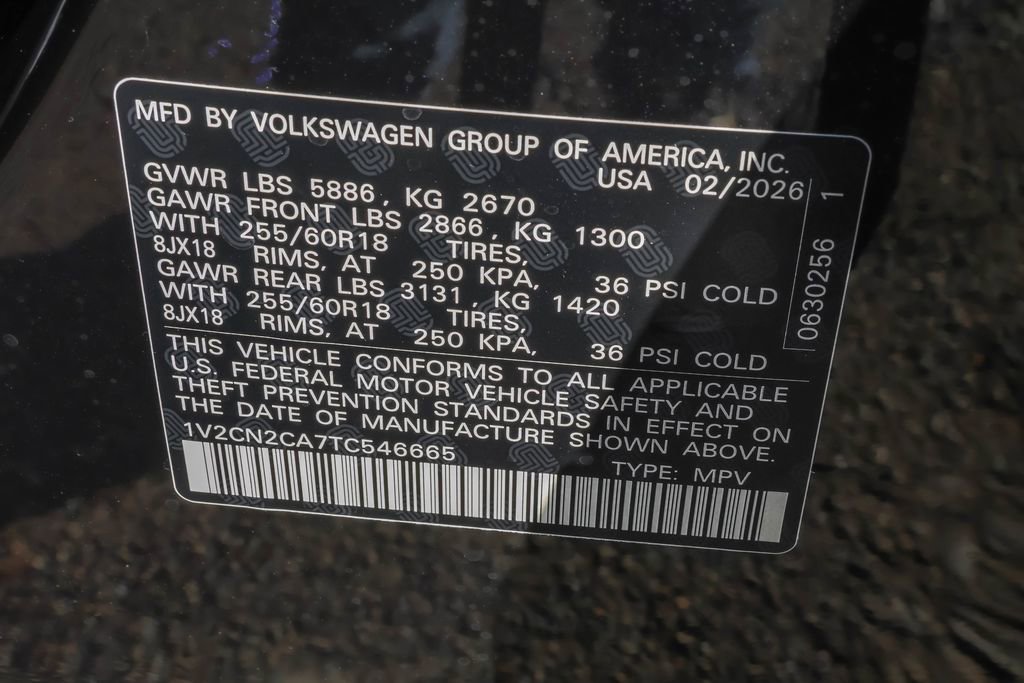 MFD BY VOLKSWAGEN GROUP OF AMERICA, INC.
USA 02/2026
GVWR LBS 5886, KG 2670
GAWR FRONT LBS 2866, KG 1300
WITH 255/60R18 TIRES,
8JX18 RIMS, AT 250 KPA, 36 PSI COLD
GAWR REAR LBS 3131, KG 1420
WITH 255/60R18 TIRES,
8JX18 RIMS, AT 250 KPA, 36 PSI COLD
THIS VEHICLE CONFORMS TO ALL APPLICABLE
U.S. FEDERAL MOTOR VEHICLE SAFETY AND
THEFT PREVENTION STANDARDS IN EFFECT ON
THE DATE OF MANUFACTURE SHOWN ABOVE.
1V2CN2CA7TC546665
TYPE: MPV
0630256 1